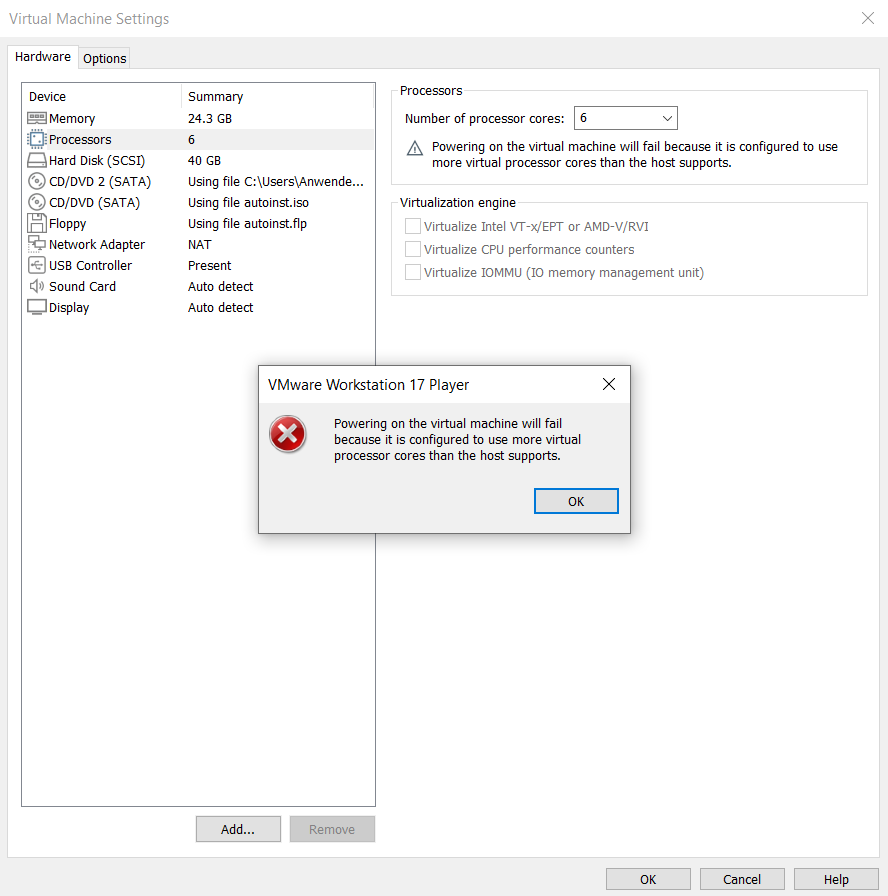 Virtual Machine Settings
Hardware
Options
Device Summary
Memory 24.3 GB
Processors 6
Hard Disk (SCSI) 40 GB
CD/DVD 2 (SATA) Using file C:\Users\Anwende...
CD/DVD (SATA) Using file autoinst.iso
Floppy Using file autoinst.flp
Network Adapter NAT
USB Controller Present
Sound Card Auto detect
Display Auto detect
Add...
Remove
Processors
Number of processor cores: 6
Powering on the virtual machine will fail because it is configured to use
more virtual processor cores than the host supports.
Virtualization engine
Virtualize Intel VT-x/EPT or AMD-V/RVI
Virtualize CPU performance counters
Virtualize IOMMU (IO memory management unit)
VMware Workstation 17 Player
Powering on the virtual machine will fail
because it is configured to use more virtual
processor cores than the host supports.
OK
OK
Cancel
Help